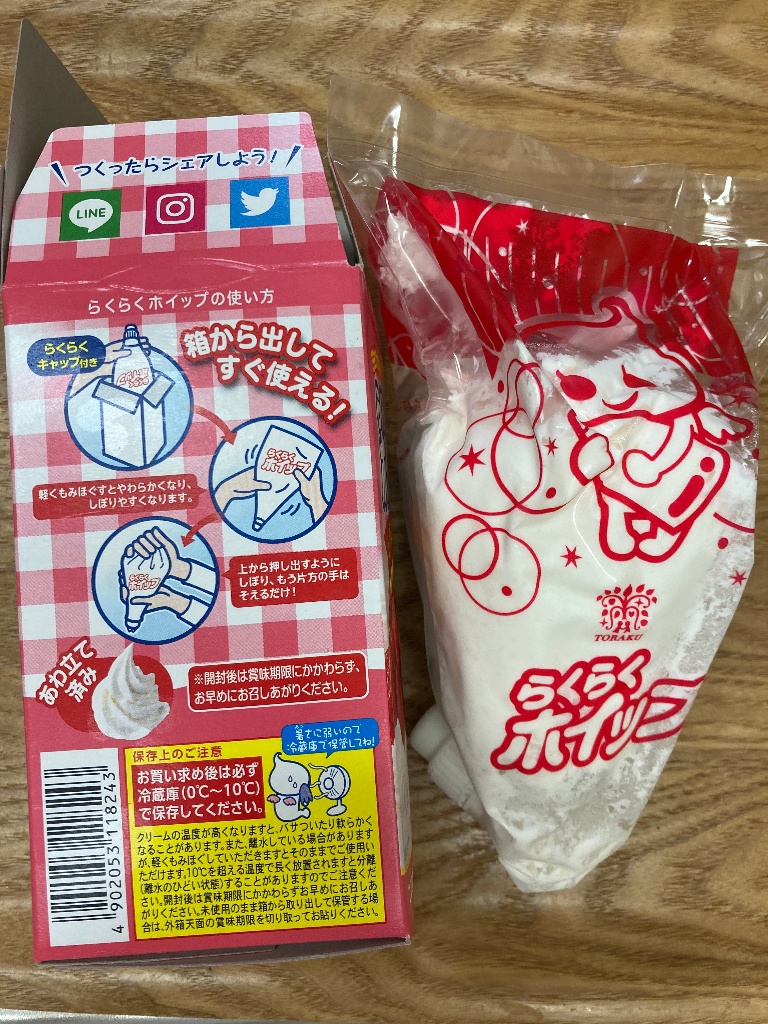 つくったらシェアしよう!
LINE
らくらくホイップの使い方
らくらく
キャップ付き
箱から出して
すぐ使える!
らくらく
ホイップ
軽くもみほぐすとやわらかくなり、
しぼりやすくなります。
らくらく
ホイップ
上から押し出すように
しぼり、もう片方の手は
そえるだけ!
あわ立て
済み
※開封後は賞味期限にかかわらず、
お早めにお召しあがりください。
暑さに弱いので
冷蔵庫で保管してね!
保存上のご注意
お買い求め後は必ず
冷蔵庫(0℃〜10℃)
で保存してください。
クリームの温度が高くなりますと、パサついたり軟らかく
なることがあります。また、離水している場合があります
が、軽くもみほぐしていただきますとそのままでご使用い
ただけます。10℃を超える温度で長く放置されますと分離
(離水のひどい状態)することがありますのでご注意くだ
さい。開封後は賞味期限にかかわらずお早めにお召しあ
がりください。未使用のまま箱から取り出して保管する場
合は、外箱天面の賞味期限を切り取ってお貼りください。
4 902053 118243
TORAKU
らくらく
ホイップ